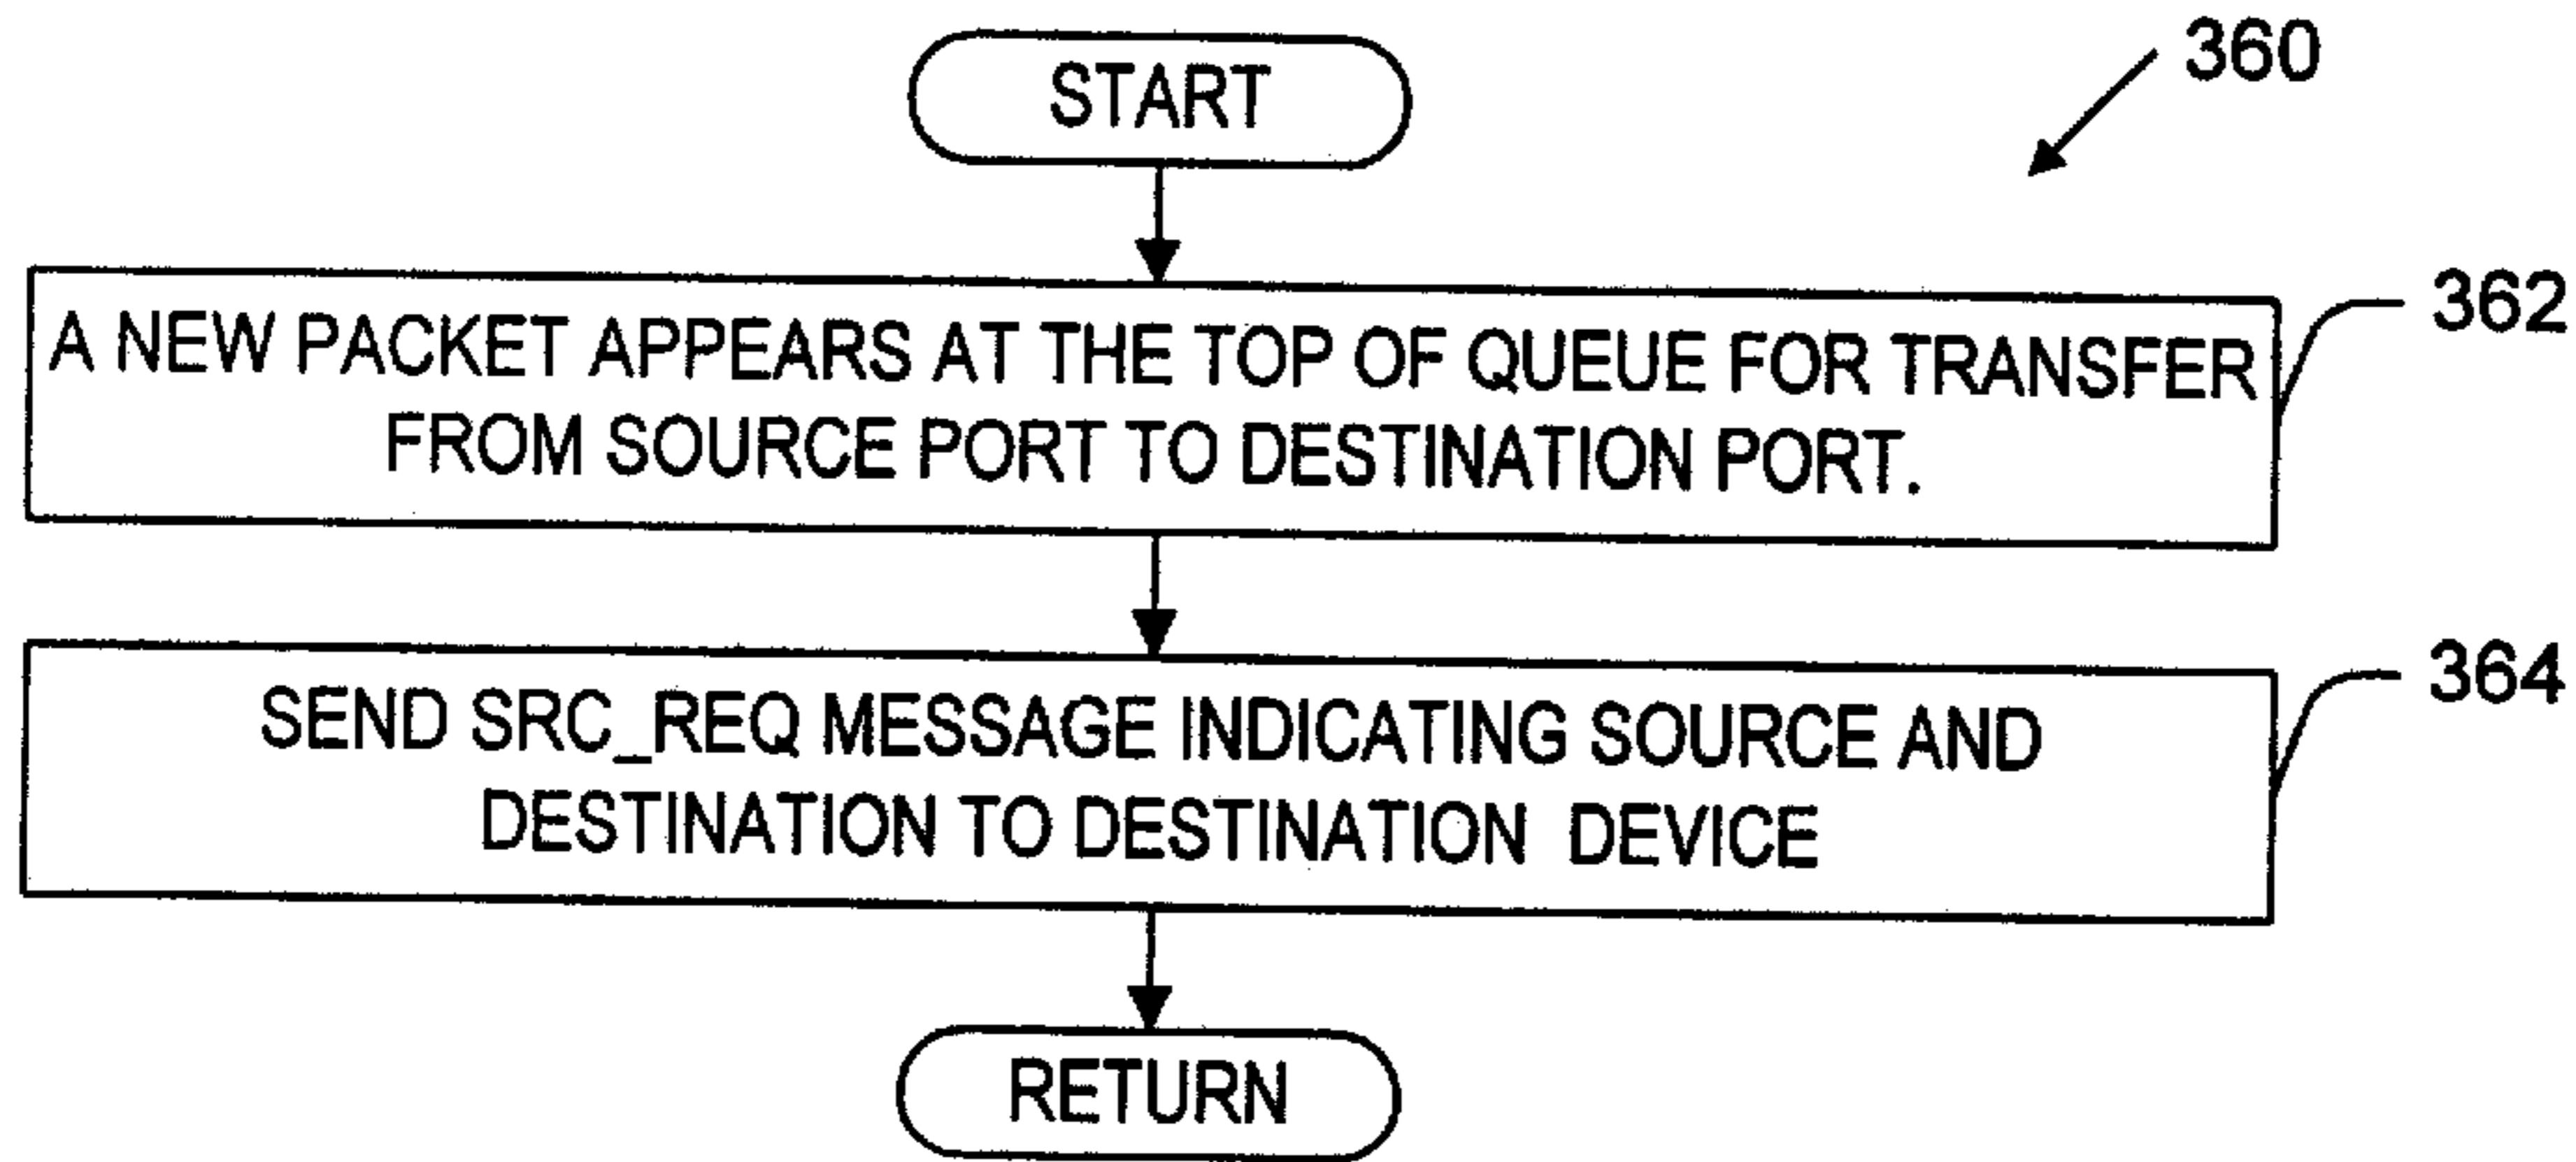 START
360
A NEW PACKET APPEARS AT THE TOP OF QUEUE FOR TRANSFER
FROM SOURCE PORT TO DESTINATION PORT.
362
SEND SRC_REQ MESSAGE INDICATING SOURCE AND
DESTINATION TO DESTINATION DEVICE
364
RETURN